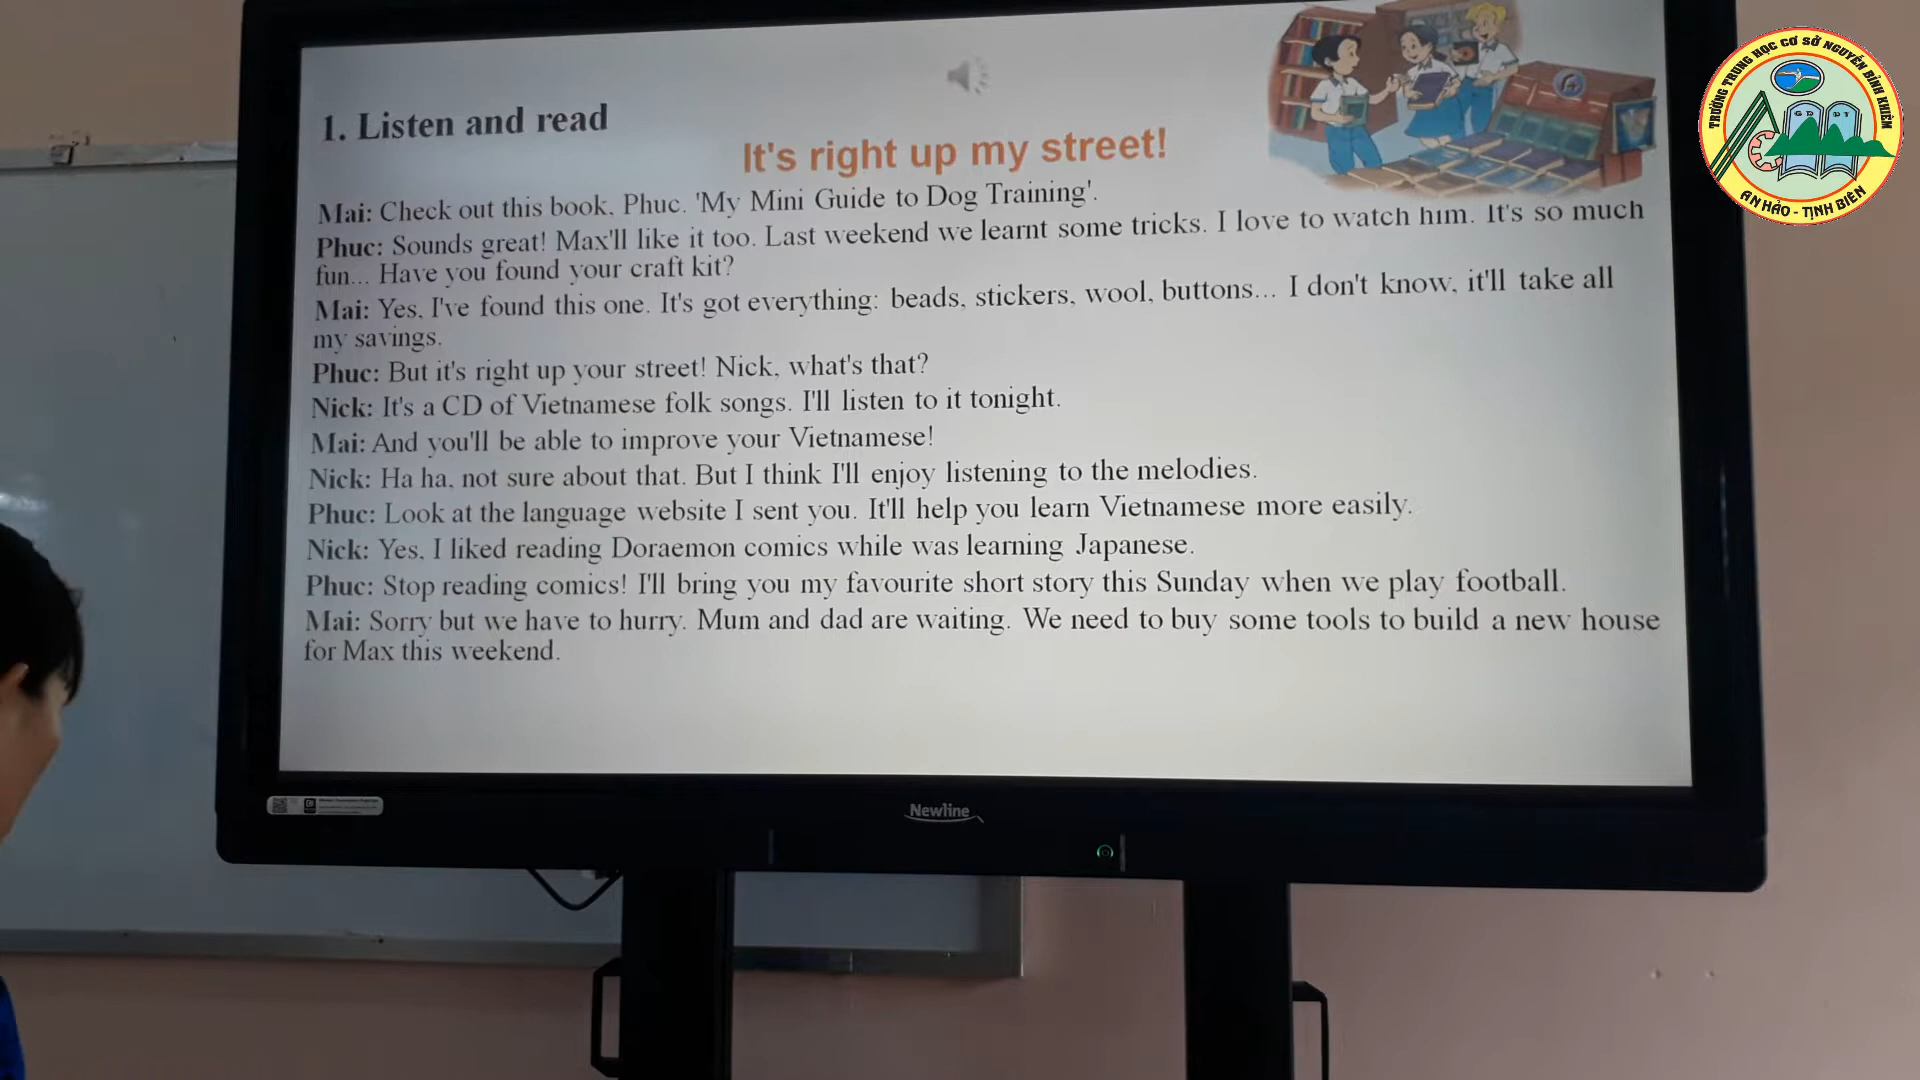 1. Listen and read
It's right up my street!
Mai: Check out this book, Phuc. 'My Mini Guide to Dog Training'.
Phuc: Sounds great! Max'll like it too. Last weekend we learnt some tricks. I love to watch him. It's so much
fun... Have you found your craft kit?
Mai: Yes, I've found this one. It's got everything: beads, stickers, wool, buttons... I don't know, it'll take all
my savings.
Phuc: But it's right up your street! Nick, what's that?
Nick: It's a CD of Vietnamese folk songs. I'll listen to it tonight.
Mai: And you'll be able to improve your Vietnamese!
Nick: Ha ha, not sure about that. But I think I'll enjoy listening to the melodies.
Phuc: Look at the language website I sent you. It'll help you learn Vietnamese more easily.
Nick: Yes, I liked reading Doraemon comics while was learning Japanese.
Phuc: Stop reading comics! I'll bring you my favourite short story this Sunday when we play football.
Mai: Sorry but we have to hurry. Mum and dad are waiting. We need to buy some tools to build a new house
for Max this weekend.
Newline
TRƯỜNG TRUNG HỌC CƠ SỞ NGUYỄN BỈNH KHIÊM
GD ĐT
AN HẢO - TỊNH BIÊN